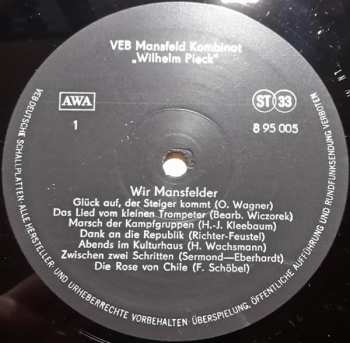 VEB Mansfeld Kombinat
„Wilhelm Pieck“
AWA
ST 33
1
8 95 005
Wir Mansfelder
Glück auf, der Steiger kommt (O. Wagner)
Das Lied vom kleinen Trompeter (Bearb. Wiczorek)
Marsch der Kampfgruppen (H.-J. Kleebaum)
Dank an die Republik (Richter-Feustel)
Abends im Kulturhaus (H. Wachsmann)
Zwischen zwei Schritten (Sermond—Eberhardt)
Die Rose von Chile (F. Schöbel)
VEB DEUTSCHE SCHALLPLATTEN · ALLE HERSTELLER- UND URHEBERRECHTE VORBEHALTEN · ÜBERSPIELUNG, ÖFFENTLICHE AUFFÜHRUNG UND RUNDFUNKSENDUNG VERBOTEN